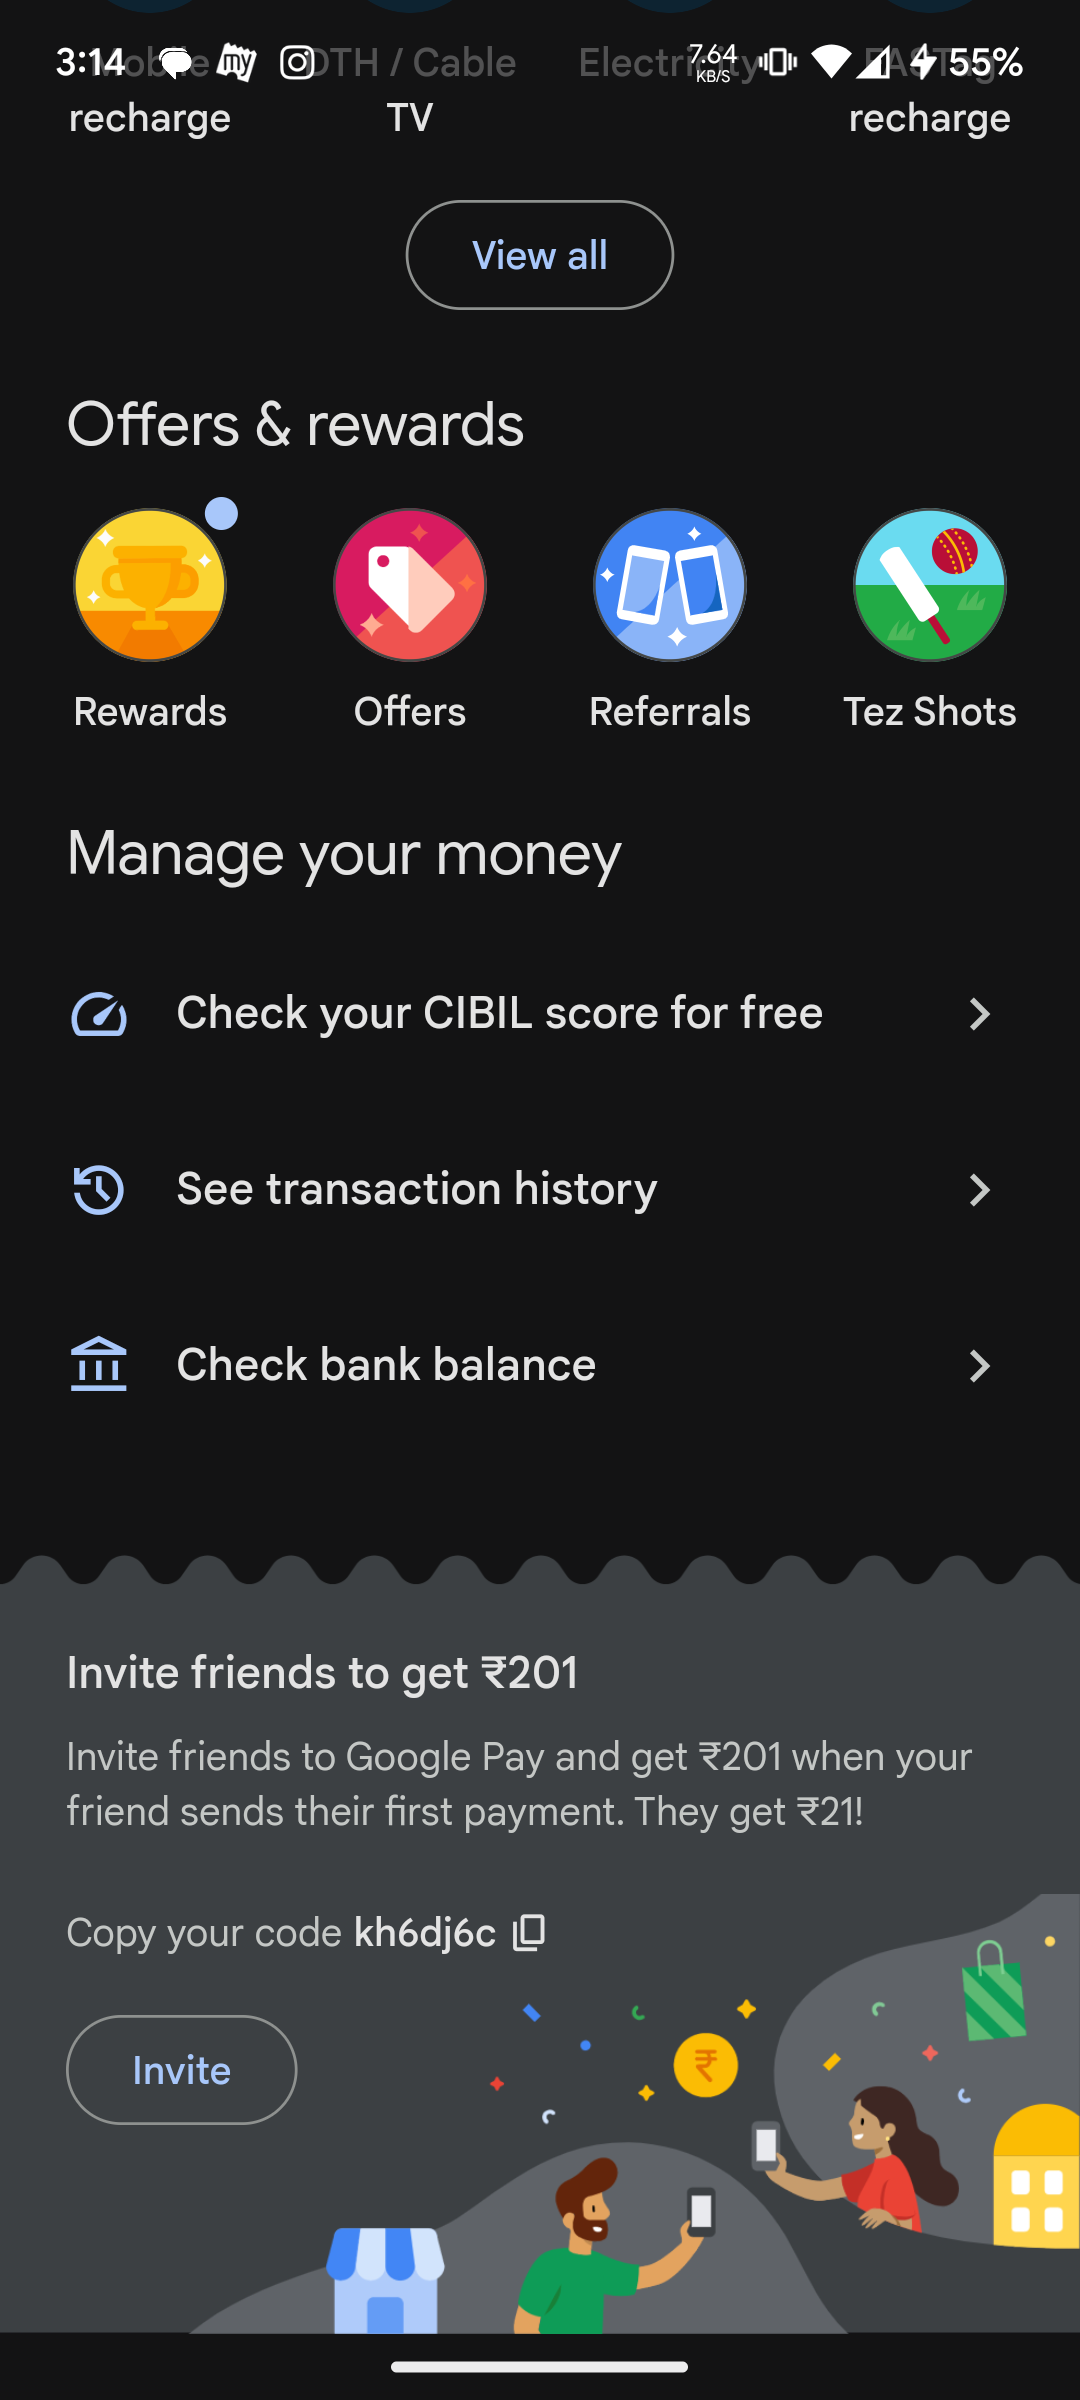 3:14
7.64
KB/S
55%
Mobile DTH / Cable Electricity FASTag
recharge TV recharge
View all
Offers & rewards
Rewards Offers Referrals Tez Shots
Manage your money
Check your CIBIL score for free
See transaction history
Check bank balance
Invite friends to get ₹201
Invite friends to Google Pay and get ₹201 when your
friend sends their first payment. They get ₹21!
Copy your code kh6dj6c
Invite